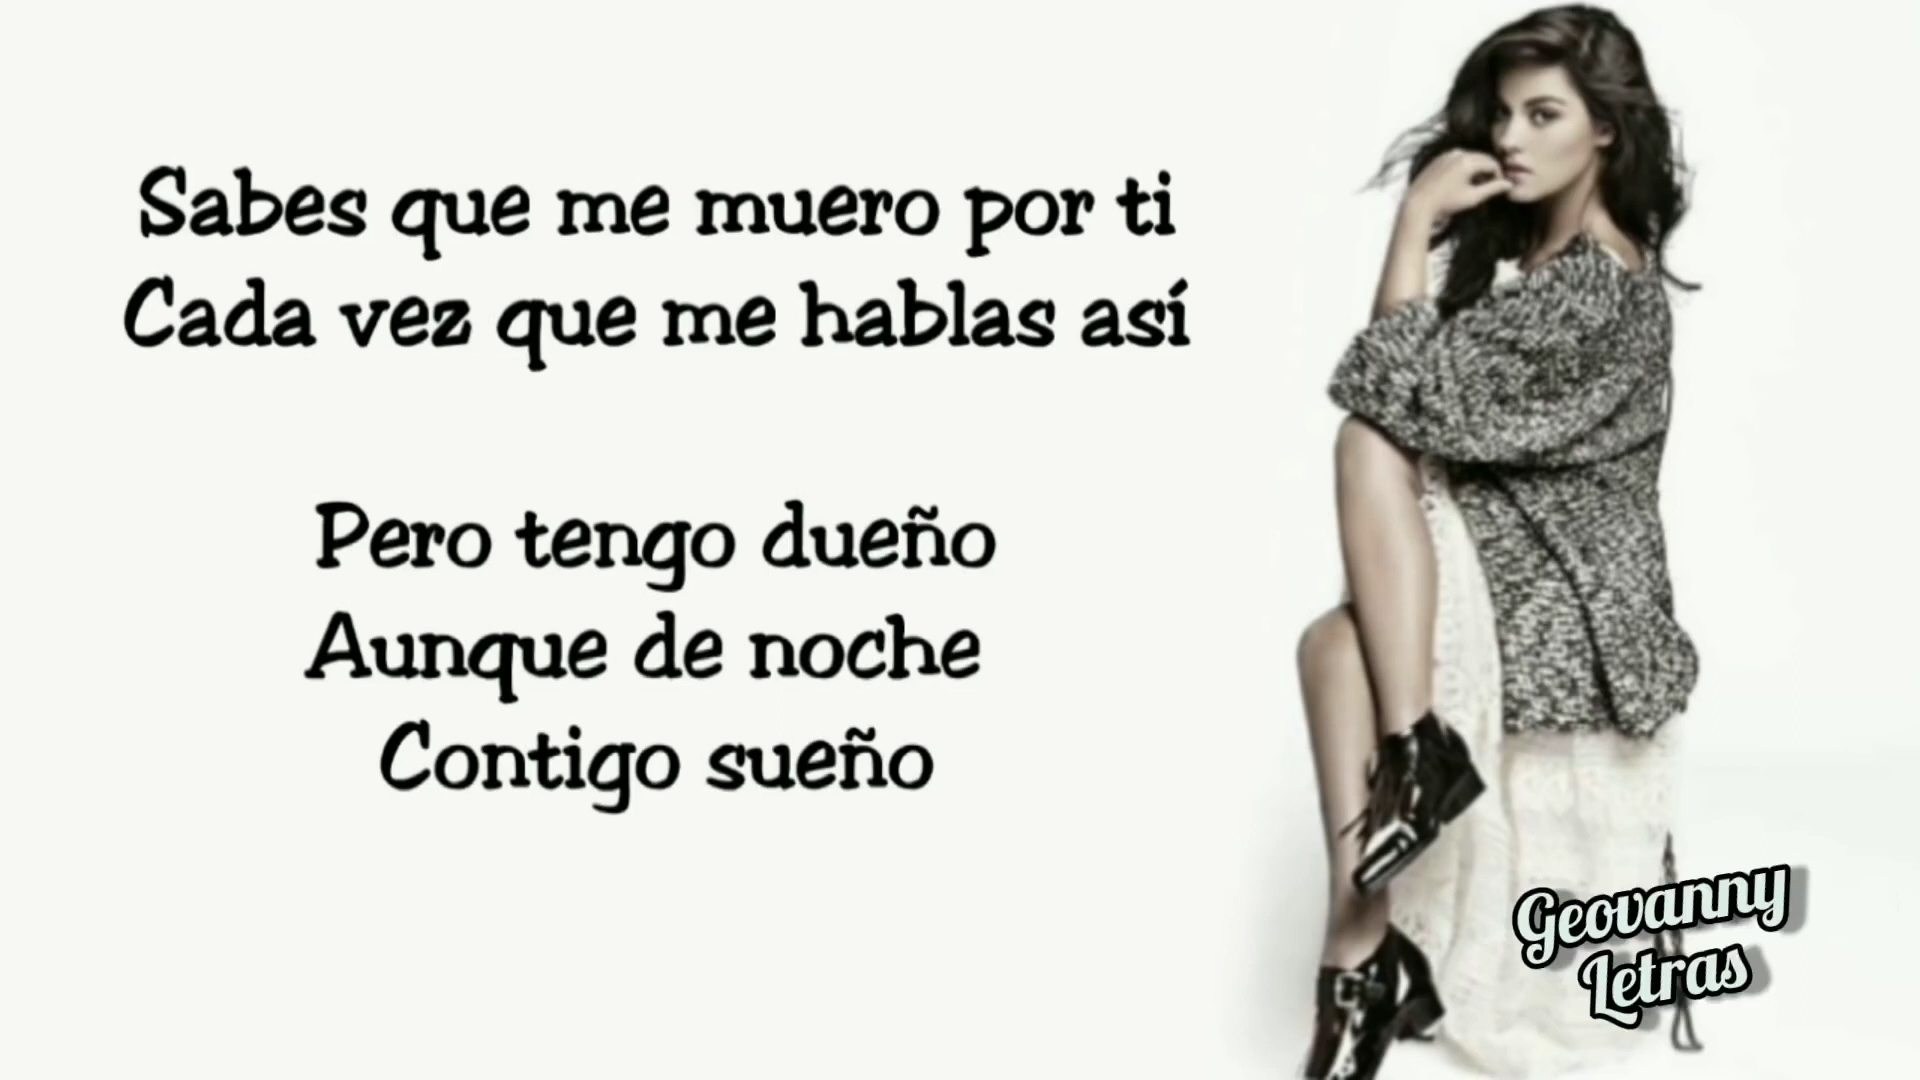 Sabes que me muero por ti
Cada vez que me hablas así
Pero tengo dueño
Aunque de noche
Contigo sueño
Geovanny
Letras